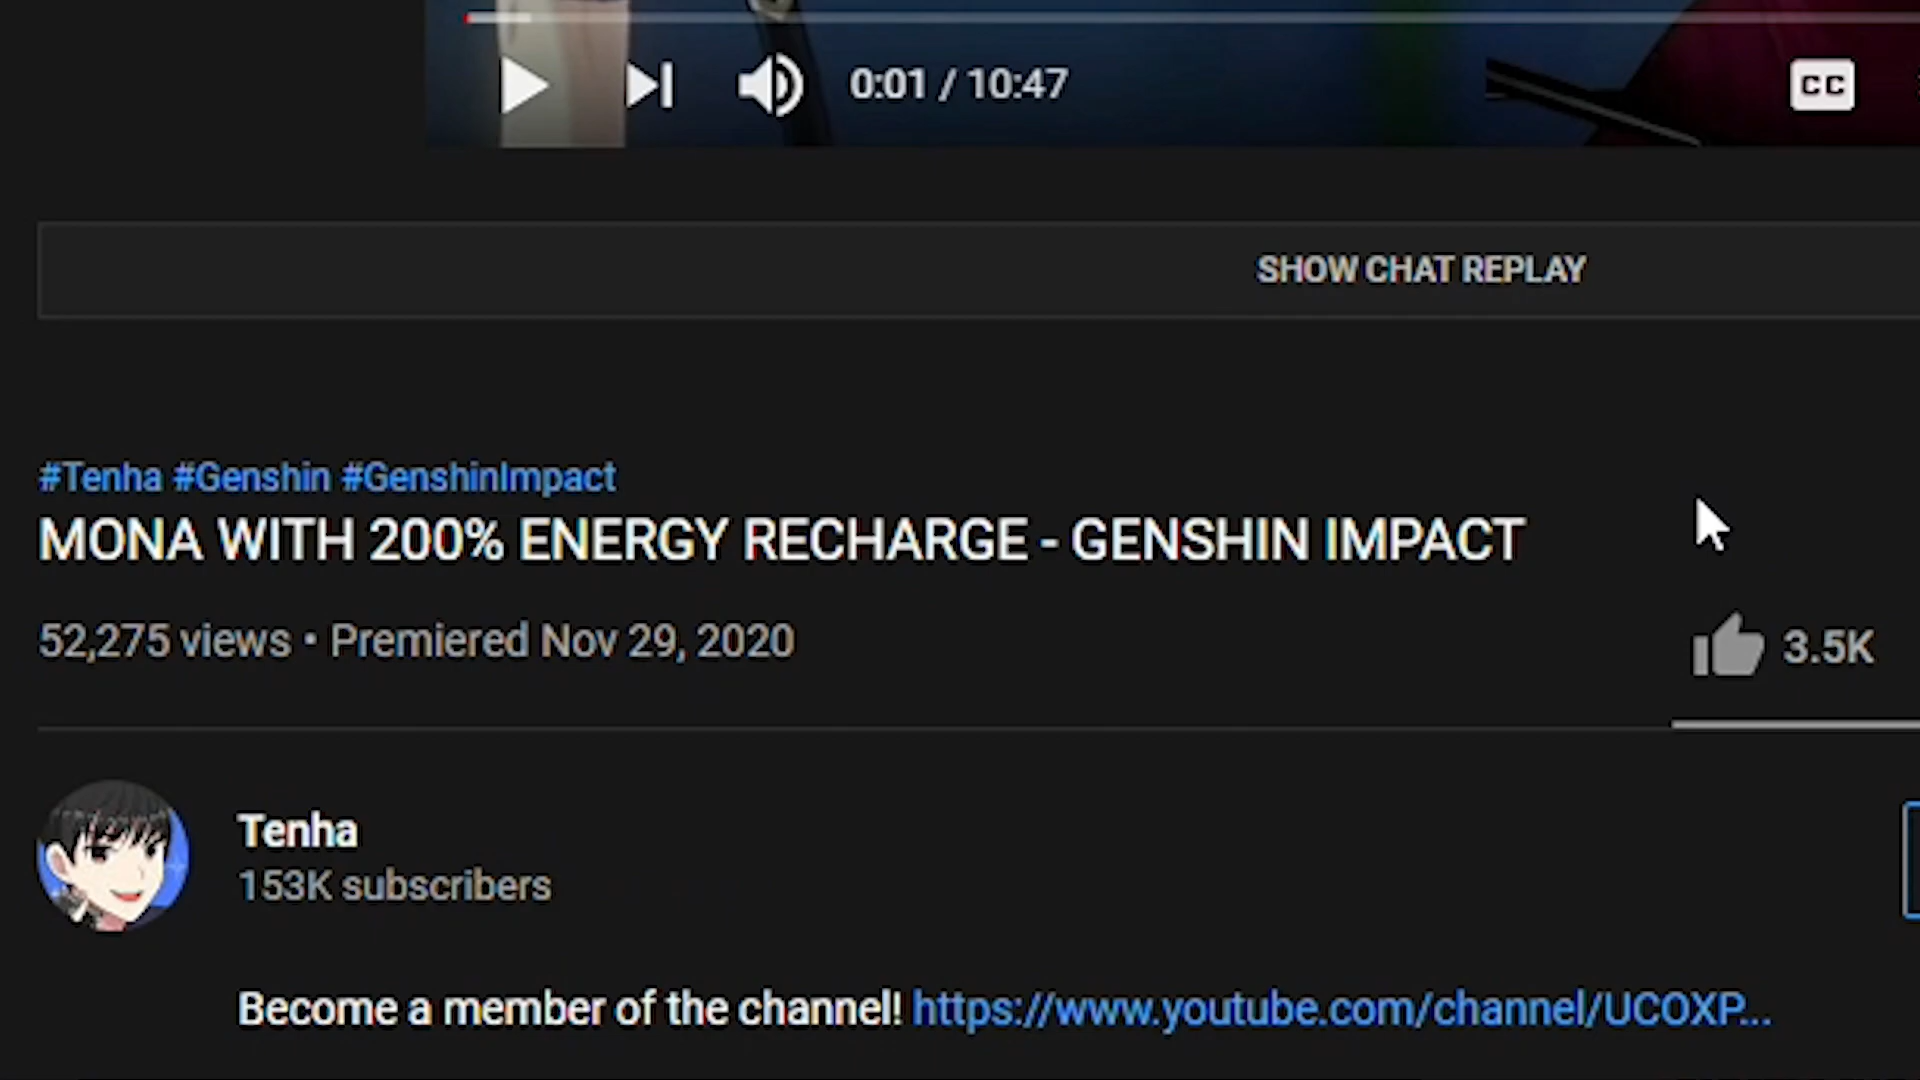 0:01 / 10:47
CC
SHOW CHAT REPLAY
#Tenha #Genshin #GenshinImpact
MONA WITH 200% ENERGY RECHARGE - GENSHIN IMPACT
52,275 views • Premiered Nov 29, 2020
3.5K
Tenha
153K subscribers
Become a member of the channel! https://www.youtube.com/channel/UCOXP...